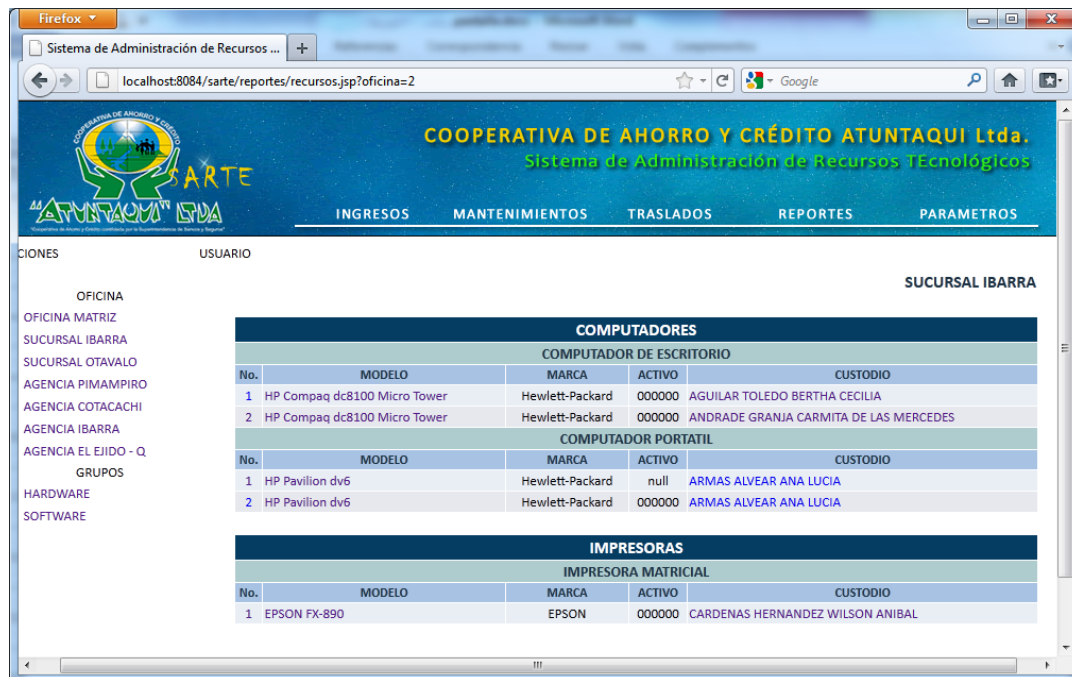 Firefox
Sistema de Administración de Recursos ...
localhost:8084/sarte/reportes/recursos.jsp?oficina=2
Google
COOPERATIVA DE AHORRO Y CRÉDITO
SARTE
"ATUNTAQUI" LTDA
COOPERATIVA DE AHORRO Y CRÉDITO ATUNTAQUI Ltda.
Sistema de Administración de Recursos TEcnológicos
INGRESOS MANTENIMIENTOS TRASLADOS REPORTES PARAMETROS
CIONES USUARIO
SUCURSAL IBARRA
OFICINA
OFICINA MATRIZ
SUCURSAL IBARRA
SUCURSAL OTAVALO
AGENCIA PIMAMPIRO
AGENCIA COTACACHI
AGENCIA IBARRA
AGENCIA EL EJIDO - Q
GRUPOS
HARDWARE
SOFTWARE
COMPUTADORES
COMPUTADOR DE ESCRITORIO
No. MODELO MARCA ACTIVO CUSTODIO
1 HP Compaq dc8100 Micro Tower Hewlett-Packard 000000 AGUILAR TOLEDO BERTHA CECILIA
2 HP Compaq dc8100 Micro Tower Hewlett-Packard 000000 ANDRADE GRANJA CARMITA DE LAS MERCEDES
COMPUTADOR PORTATIL
No. MODELO MARCA ACTIVO CUSTODIO
1 HP Pavilion dv6 Hewlett-Packard null ARMAS ALVEAR ANA LUCIA
2 HP Pavilion dv6 Hewlett-Packard 000000 ARMAS ALVEAR ANA LUCIA
IMPRESORAS
IMPRESORA MATRICIAL
No. MODELO MARCA ACTIVO CUSTODIO
1 EPSON FX-890 EPSON 000000 CARDENAS HERNANDEZ WILSON ANIBAL